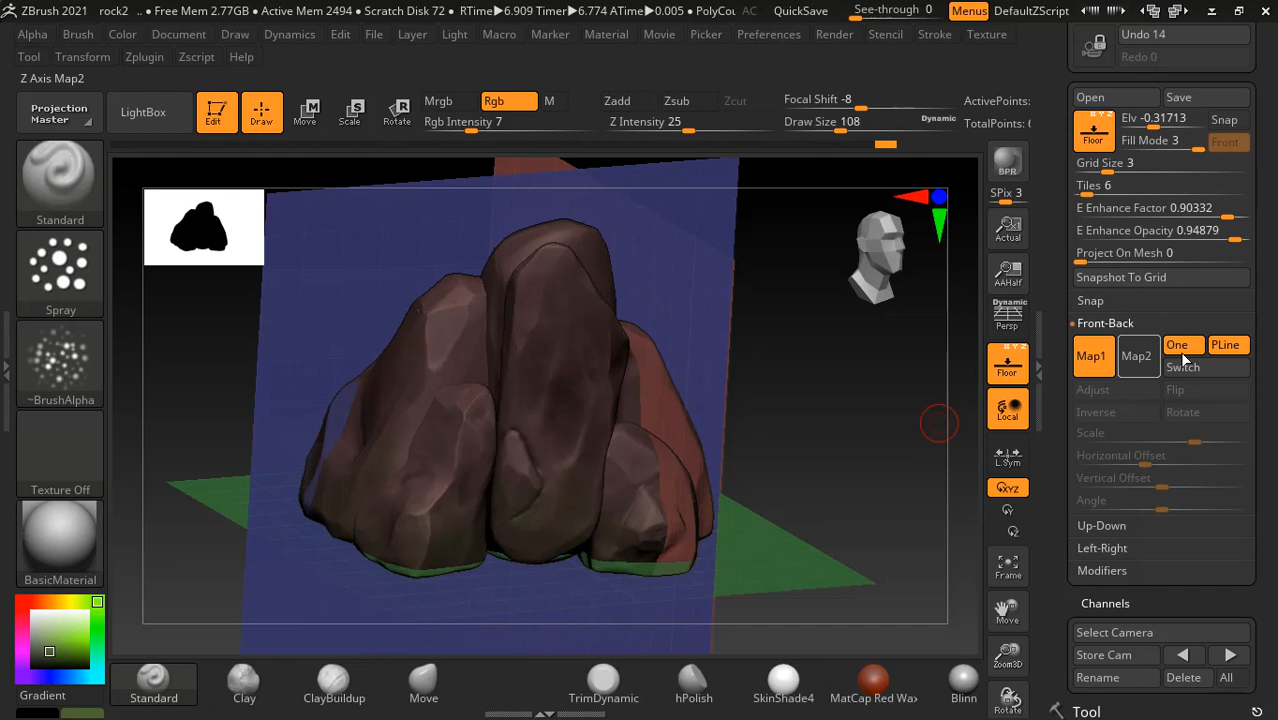 ZBrush 2021 rock2 • Free Mem 2.77GB • Active Mem 2494 • Scratch Disk 72 • RTime▶6.909 Timer▶6.774 ATime▶0.005 • PolyCou AC QuickSave See-through 0 Menus DefaultZScript
Alpha Brush Color Document Draw Dynamics Edit File Layer Light Macro Marker Material Movie Picker Preferences Render Stencil Stroke Texture
Tool Transform Zplugin Zscript Help
Z Axis Map2
Projection Master
LightBox
Edit
Draw
Move
Scale
Rotate
Mrgb Rgb M
Rgb Intensity 7
Zadd Zsub Zcut
Z Intensity 25
Focal Shift -8
Draw Size 108
Dynamic
ActivePoints:
TotalPoints: 6
Standard
Spray
~BrushAlpha
Texture Off
BasicMaterial
Gradient
BPR
SPix 3
Actual
AAHalf
Dynamic
Persp
X Y Z
Floor
Local
L.Sym
XYZ
Y
Z
Frame
Move
Zoom3D
Rotate
Undo 14
Redo 0
Open Save
X Y Z
Floor
Elv -0.31713 Snap
Fill Mode 3 Front
Grid Size 3
Tiles 6
E Enhance Factor 0.90332
E Enhance Opacity 0.94879
Project On Mesh 0
Snapshot To Grid
Snap
Front-Back
Map1 Map2 One PLine
Switch
Adjust Flip
Inverse Rotate
Scale
Horizontal Offset
Vertical Offset
Angle
Up-Down
Left-Right
Modifiers
Channels
Select Camera
Store Cam
Rename Delete All
Tool
Standard Clay ClayBuildup Move TrimDynamic hPolish SkinShade4 MatCap Red Wa Blinn